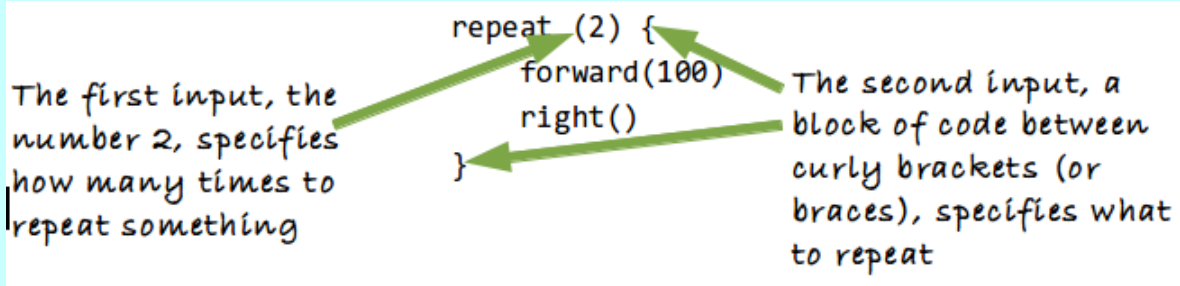 repeat (2) {
forward(100)
right()
}
The first input, the
number 2, specifies
how many times to
repeat something
The second input, a
block of code between
curly brackets (or
braces), specifies what
to repeat